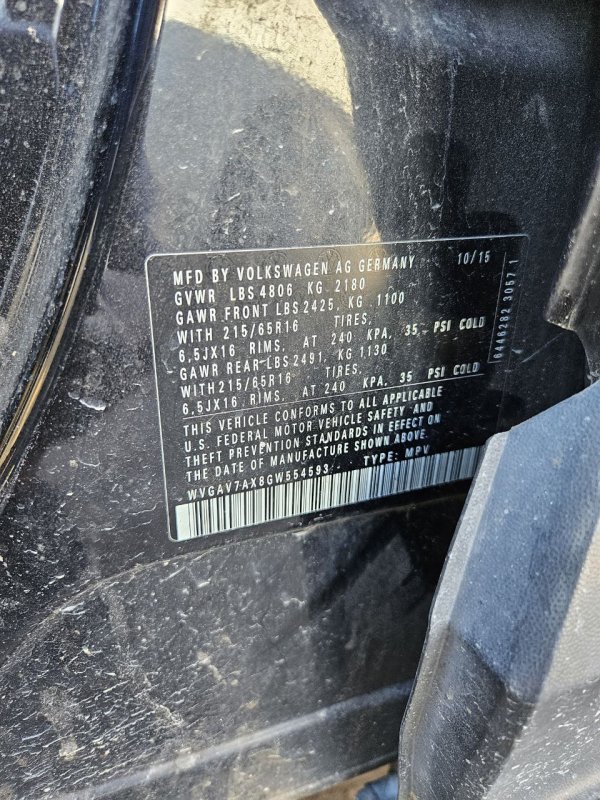 MFD BY VOLKSWAGEN AG GERMANY 10/15
GVWR LBS 4806 KG 2180
GAWR FRONT LBS 2425, KG 1100
WITH 215/65R16 TIRES,
6,5JX16 RIMS, AT 240 KPA, 35 PSI COLD
GAWR REAR LBS 2491, KG 1130
WITH 215/65R16 TIRES,
6,5JX16 RIMS, AT 240 KPA, 35 PSI COLD
THIS VEHICLE CONFORMS TO ALL APPLICABLE
U.S. FEDERAL MOTOR VEHICLE SAFETY AND
THEFT PREVENTION STANDARDS IN EFFECT ON
THE DATE OF MANUFACTURE SHOWN ABOVE.
WVGAV7AX8GW554593 TYPE: MPV
6446282 3057 1